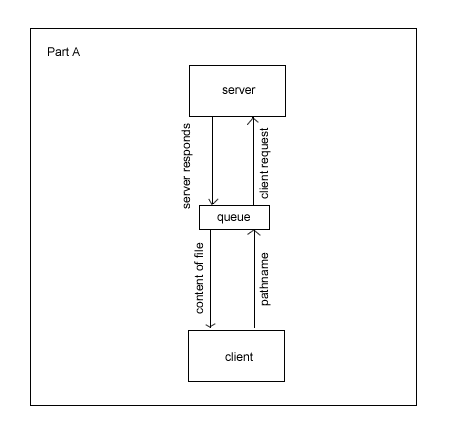 Part A
server
server responds
client request
queue
content of file
pathname
client